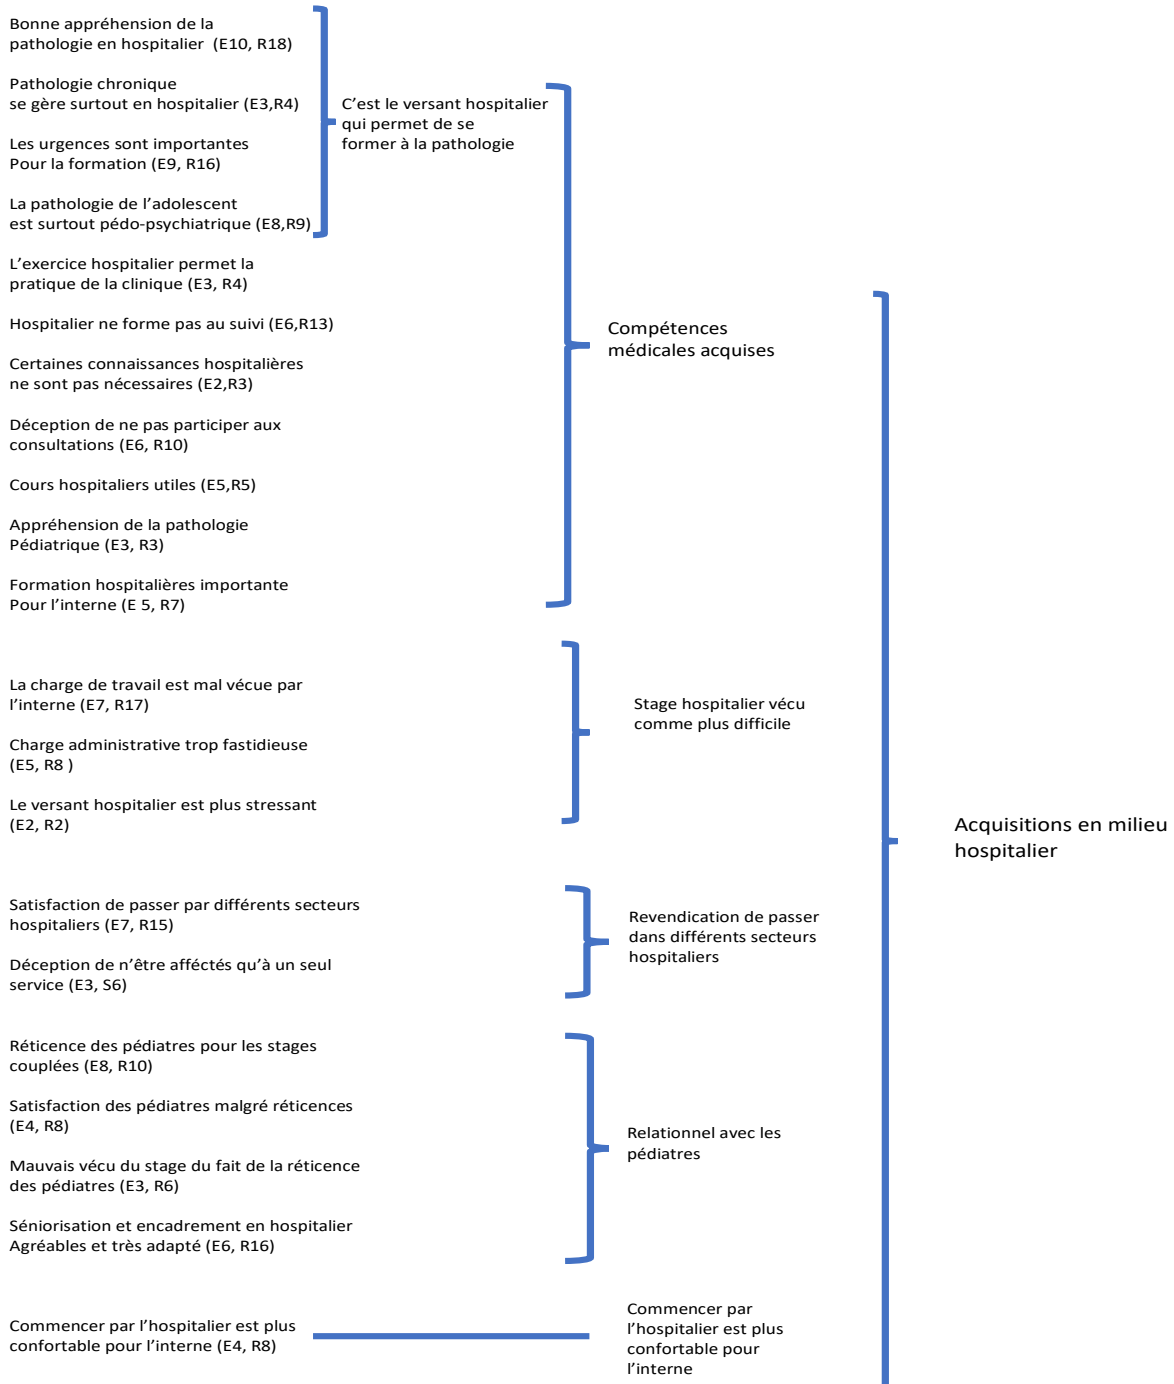 Bonne appréhension de la
pathologie en hospitalier (E10, R18)
Pathologie chronique
se gère surtout en hospitalier (E3,R4)
Les urgences sont importantes
Pour la formation (E9, R16)
La pathologie de l'adolescent
est surtout pédo-psychiatrique (E8,R9)
C'est le versant hospitalier
qui permet de se
former à la pathologie
L'exercice hospitalier permet la
pratique de la clinique (E3, R4)
Hospitalier ne forme pas au suivi (E6,R13)
Certaines connaissances hospitalières
ne sont pas nécessaires (E2,R3)
Déception de ne pas participer aux
consultations (E6, R10)
Cours hospitaliers utiles (E5,R5)
Appréhension de la pathologie
Pédiatrique (E3, R3)
Formation hospitalières importante
Pour l'interne (E 5, R7)
Compétences
médicales acquises
La charge de travail est mal vécue par
l'interne (E7, R17)
Charge administrative trop fastidieuse
(E5, R8 )
Le versant hospitalier est plus stressant
(E2, R2)
Stage hospitalier vécu
comme plus difficile
Satisfaction de passer par différents secteurs
hospitaliers (E7, R15)
Déception de n'être afféctés qu'à un seul
service (E3, S6)
Revendication de passer
dans différents secteurs
hospitaliers
Réticence des pédiatres pour les stages
couplées (E8, R10)
Satisfaction des pédiatres malgré réticences
(E4, R8)
Mauvais vécu du stage du fait de la réticence
des pédiatres (E3, R6)
Séniorisation et encadrement en hospitalier
Agréables et très adapté (E6, R16)
Relationnel avec les
pédiatres
Commencer par l'hospitalier est plus
confortable pour l'interne (E4, R8)
Commencer par
l'hospitalier est plus
confortable pour
l'interne
Acquisitions en milieu
hospitalier